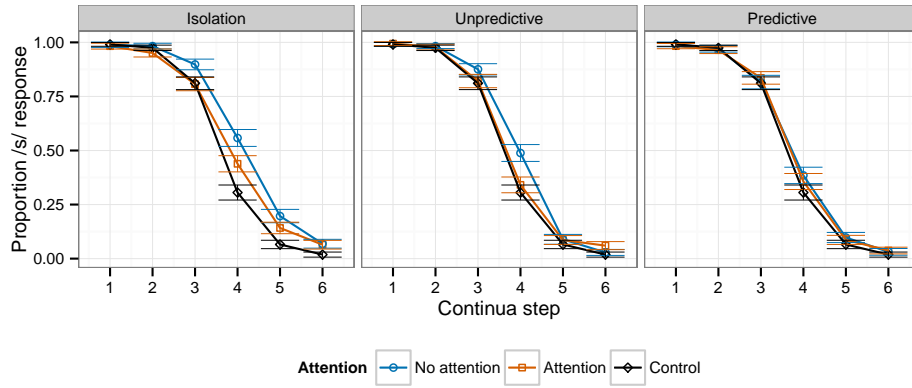 Isolation Unpredictive Predictive
Proportion /s/ response
1.00
0.75
0.50
0.25
0.00
1 2 3 4 5 6 1 2 3 4 5 6 1 2 3 4 5 6
Continua step
Attention No attention Attention Control